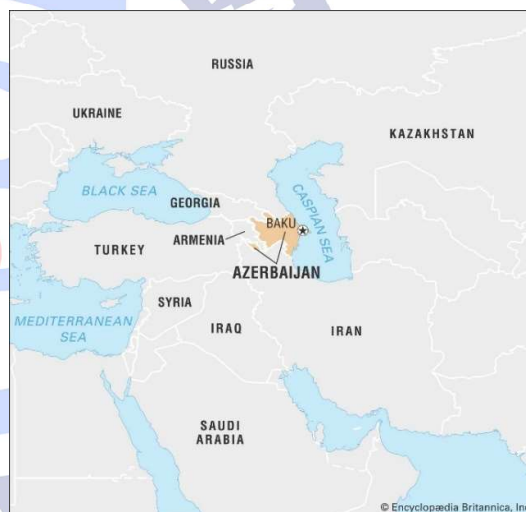 RUSSIA
UKRAINE
KAZAKHSTAN
BLACK SEA
GEORGIA
CASPIAN SEA
BAKU
ARMENIA
TURKEY
AZERBAIJAN
SYRIA
MEDITERRANEAN
SEA
IRAQ
IRAN
SAUDI
ARABIA
© Encyclopædia Britannica, Inc